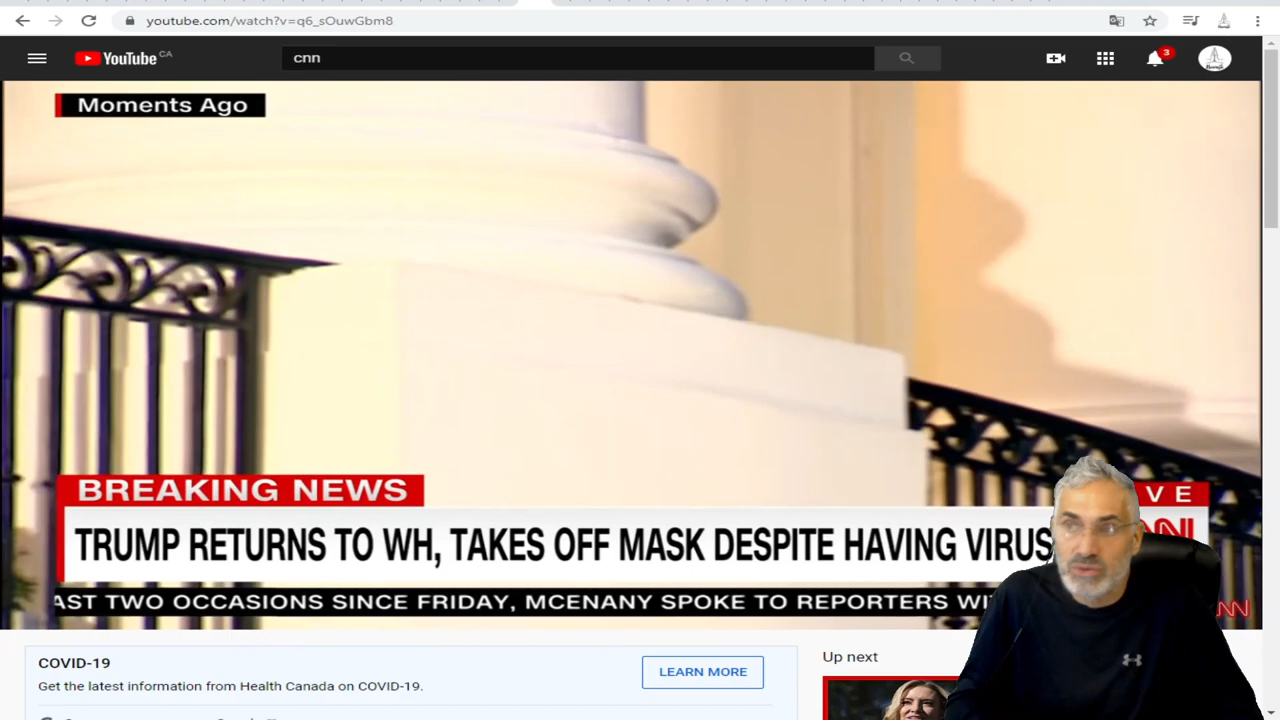 youtube.com/watch?v=q6_sOuwGbm8
YouTube CA
cnn
3
Moments Ago
BREAKING NEWS
VE
TRUMP RETURNS TO WH, TAKES OFF MASK DESPITE HAVING VIRUS
AST TWO OCCASIONS SINCE FRIDAY, MCENANY SPOKE TO REPORTERS WI
COVID-19
LEARN MORE
Get the latest information from Health Canada on COVID-19.
Up next